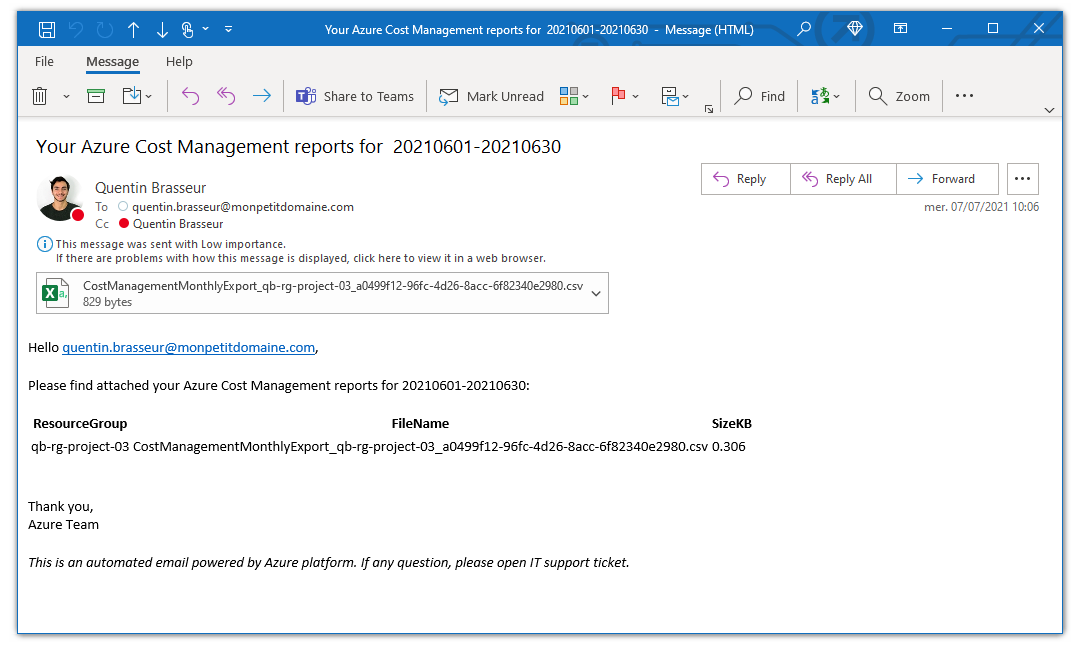 Your Azure Cost Management reports for 20210601-20210630 - Message (HTML)
File Message Help
Share to Teams Mark Unread Find Zoom
Your Azure Cost Management reports for 20210601-20210630
Quentin Brasseur
To quentin.brasseur@monpetitdomaine.com
Cc Quentin Brasseur
Reply Reply All Forward
mer. 07/07/2021 10:06
This message was sent with Low importance.
If there are problems with how this message is displayed, click here to view it in a web browser.
CostManagementMonthlyExport_qb-rg-project-03_a0499f12-96fc-4d26-8acc-6f82340e2980.csv
829 bytes
Hello quentin.brasseur@monpetitdomaine.com,
Please find attached your Azure Cost Management reports for 20210601-20210630:
ResourceGroup FileName SizeKB
qb-rg-project-03 CostManagementMonthlyExport_qb-rg-project-03_a0499f12-96fc-4d26-8acc-6f82340e2980.csv 0.306
Thank you,
Azure Team
This is an automated email powered by Azure platform. If any question, please open IT support ticket.